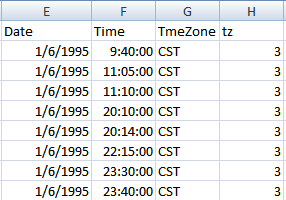 E F G H
Date Time TmeZone tz
1/6/1995 9:40:00 CST 3
1/6/1995 11:05:00 CST 3
1/6/1995 11:10:00 CST 3
1/6/1995 20:10:00 CST 3
1/6/1995 20:14:00 CST 3
1/6/1995 22:15:00 CST 3
1/6/1995 23:30:00 CST 3
1/6/1995 23:40:00 CST 3